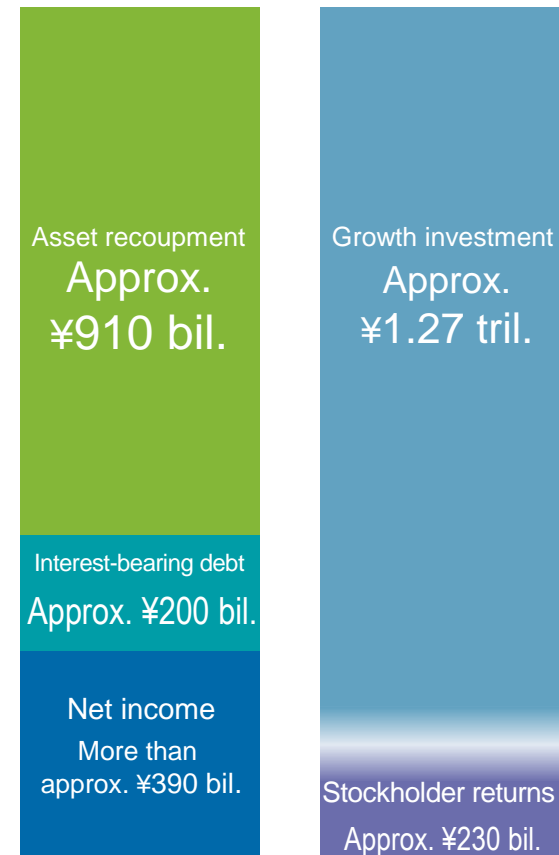 Asset recoupment
Approx.
¥910 bil.
Interest-bearing debt
Approx. ¥200 bil.
Net income
More than
approx. ¥390 bil.
Growth investment
Approx.
¥1.27 tril.
Stockholder returns
Approx. ¥230 bil.